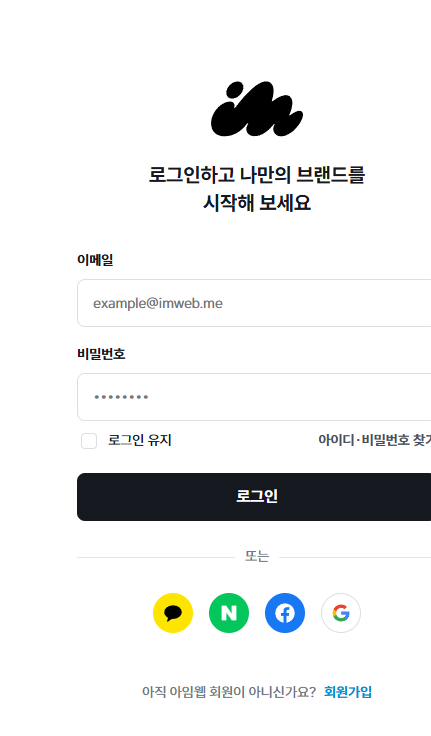 im
로그인하고 나만의 브랜드를
시작해 보세요
이메일
example@imweb.me
비밀번호
로그인 유지
아이디·비밀번호 찾기
로그인
또는
N
f
G
아직 아임웹 회원이 아니신가요? 회원가입